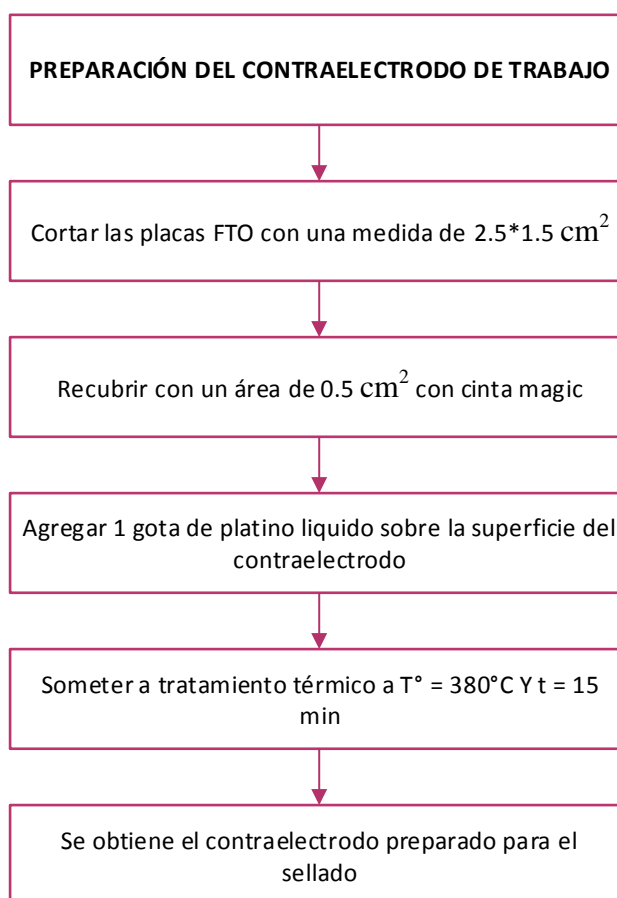 PREPARACIÓN DEL CONTRAELECTRODO DE TRABAJO
Cortar las placas FTO con una medida de 2.5*1.5 cm²
Recubrir con un área de 0.5 cm² con cinta magic
Agregar 1 gota de platino liquido sobre la superficie del
contraelectrodo
Someter a tratamiento térmico a T° = 380°C Y t = 15
min
Se obtiene el contraelectrodo preparado para el
sellado